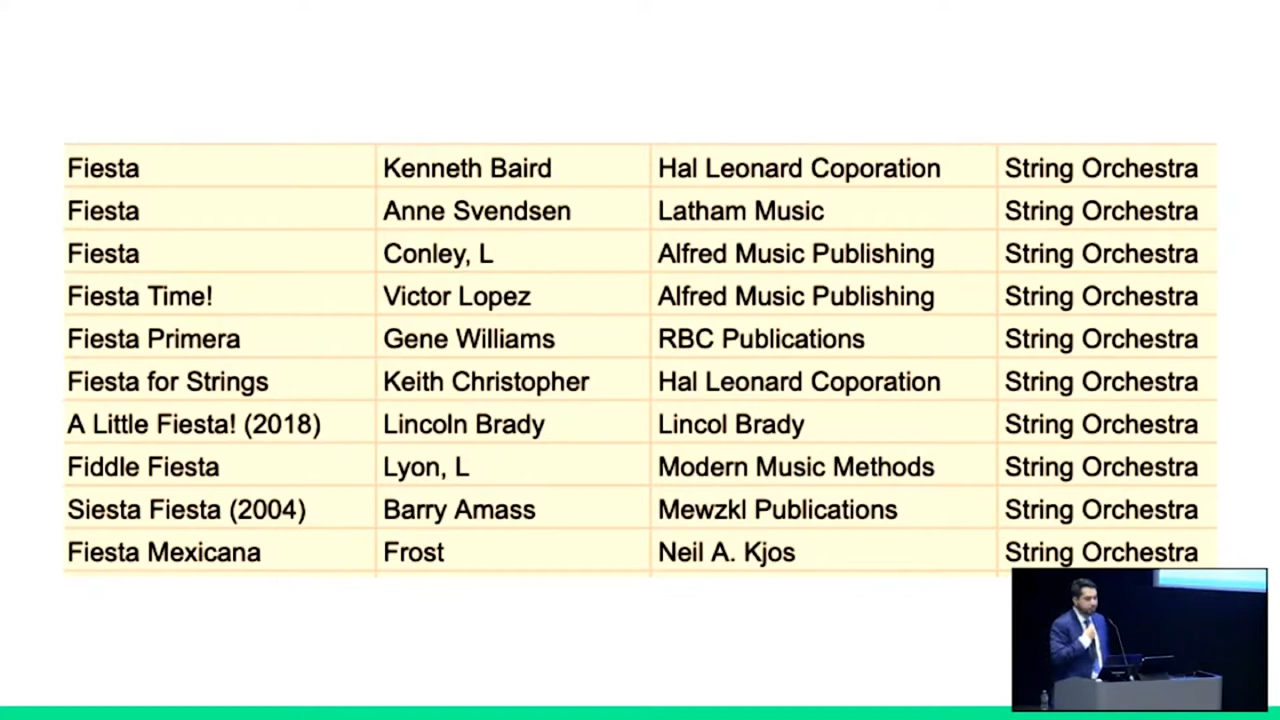 Fiesta Kenneth Baird Hal Leonard Coporation String Orchestra
Fiesta Anne Svendsen Latham Music String Orchestra
Fiesta Conley, L Alfred Music Publishing String Orchestra
Fiesta Time! Victor Lopez Alfred Music Publishing String Orchestra
Fiesta Primera Gene Williams RBC Publications String Orchestra
Fiesta for Strings Keith Christopher Hal Leonard Coporation String Orchestra
A Little Fiesta! (2018) Lincoln Brady Lincol Brady String Orchestra
Fiddle Fiesta Lyon, L Modern Music Methods String Orchestra
Siesta Fiesta (2004) Barry Amass Mewzkl Publications String Orchestra
Fiesta Mexicana Frost Neil A. Kjos String Orchestra